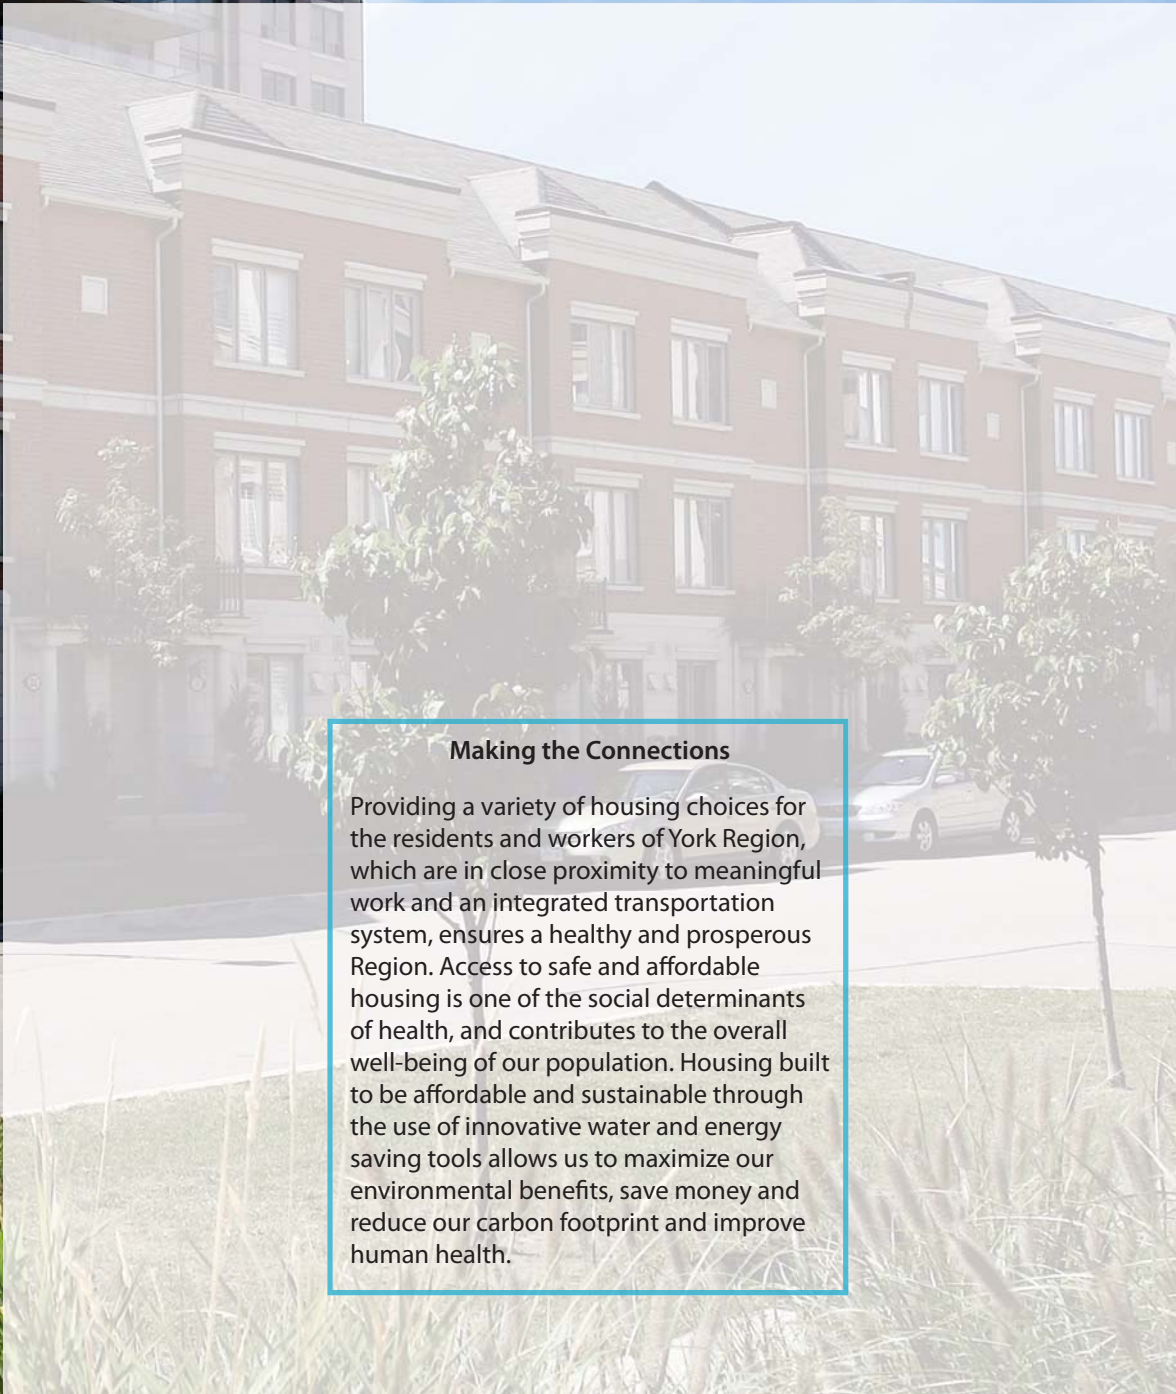 Making the Connections
Providing a variety of housing choices for
the residents and workers of York Region,
which are in close proximity to meaningful
work and an integrated transportation
system, ensures a healthy and prosperous
Region. Access to safe and affordable
housing is one of the social determinants
of health, and contributes to the overall
well-being of our population. Housing built
to be affordable and sustainable through
the use of innovative water and energy
saving tools allows us to maximize our
environmental benefits, save money and
reduce our carbon footprint and improve
human health.